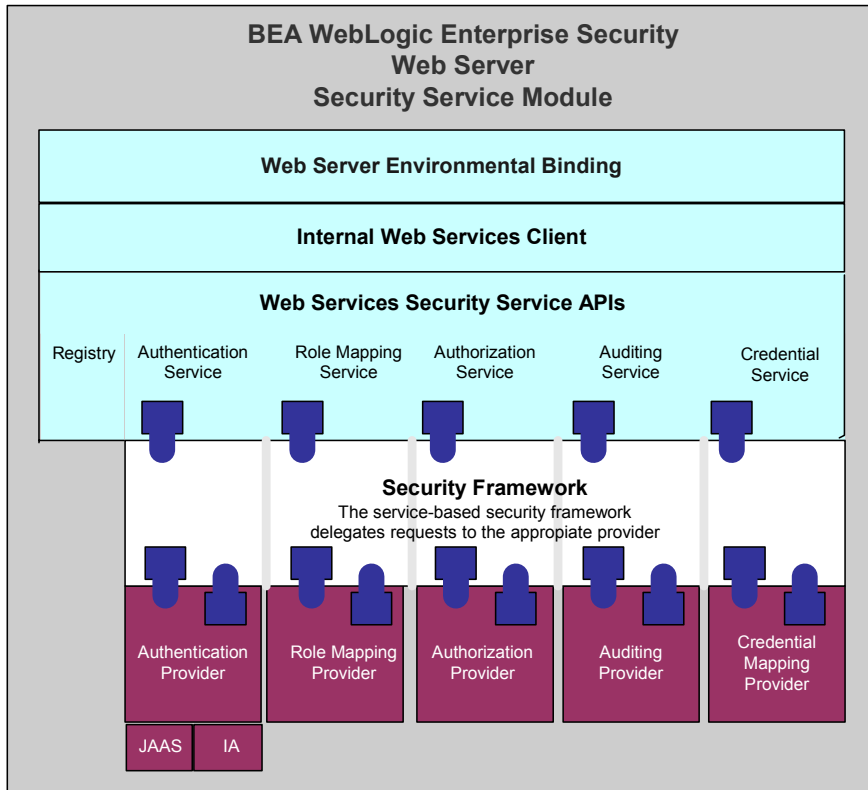 BEA WebLogic Enterprise Security
Web Server
Security Service Module
Web Server Environmental Binding
Internal Web Services Client
Web Services Security Service APIs
Registry
Authentication
Service
Role Mapping
Service
Authorization
Service
Auditing
Service
Credential
Service
Security Framework
The service-based security framework
delegates requests to the appropiate provider
Authentication
Provider
Role Mapping
Provider
Authorization
Provider
Auditing
Provider
Credential
Mapping
Provider
JAAS
IA